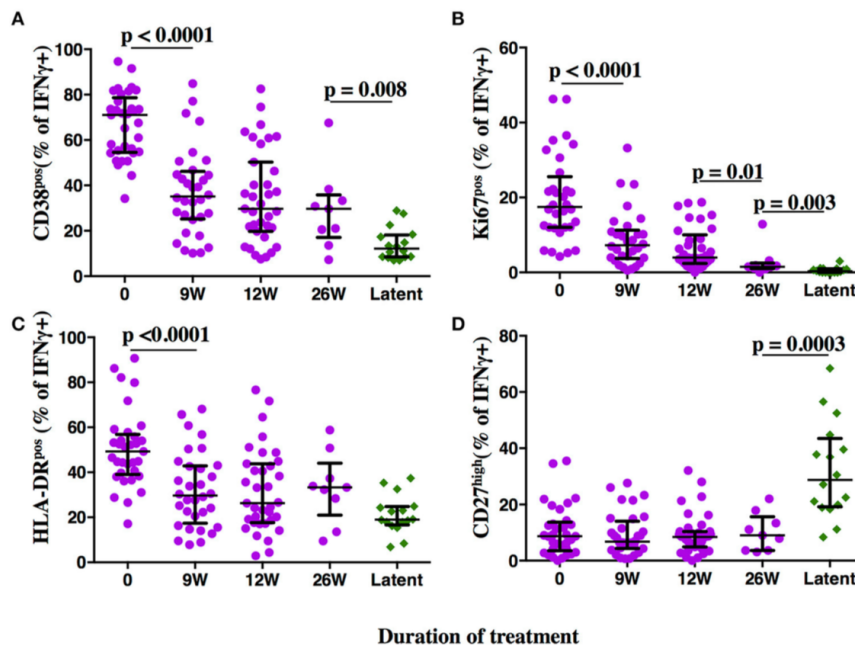 A
p < 0.0001
p = 0.008
CD38pos(% of IFNγ+)
100
80
60
40
20
0
0 9W 12W 26W Latent
B
p < 0.0001
p = 0.01
p = 0.003
Ki67pos(% of IFNγ+)
60
40
20
0
0 9W 12W 26W Latent
C
p <0.0001
HLA-DRpos (% of IFNγ+)
100
80
60
40
20
0
0 9W 12W 26W Latent
D
p = 0.0003
CD27high(% of IFNγ+)
80
60
40
20
0
0 9W 12W 26W Latent
Duration of treatment